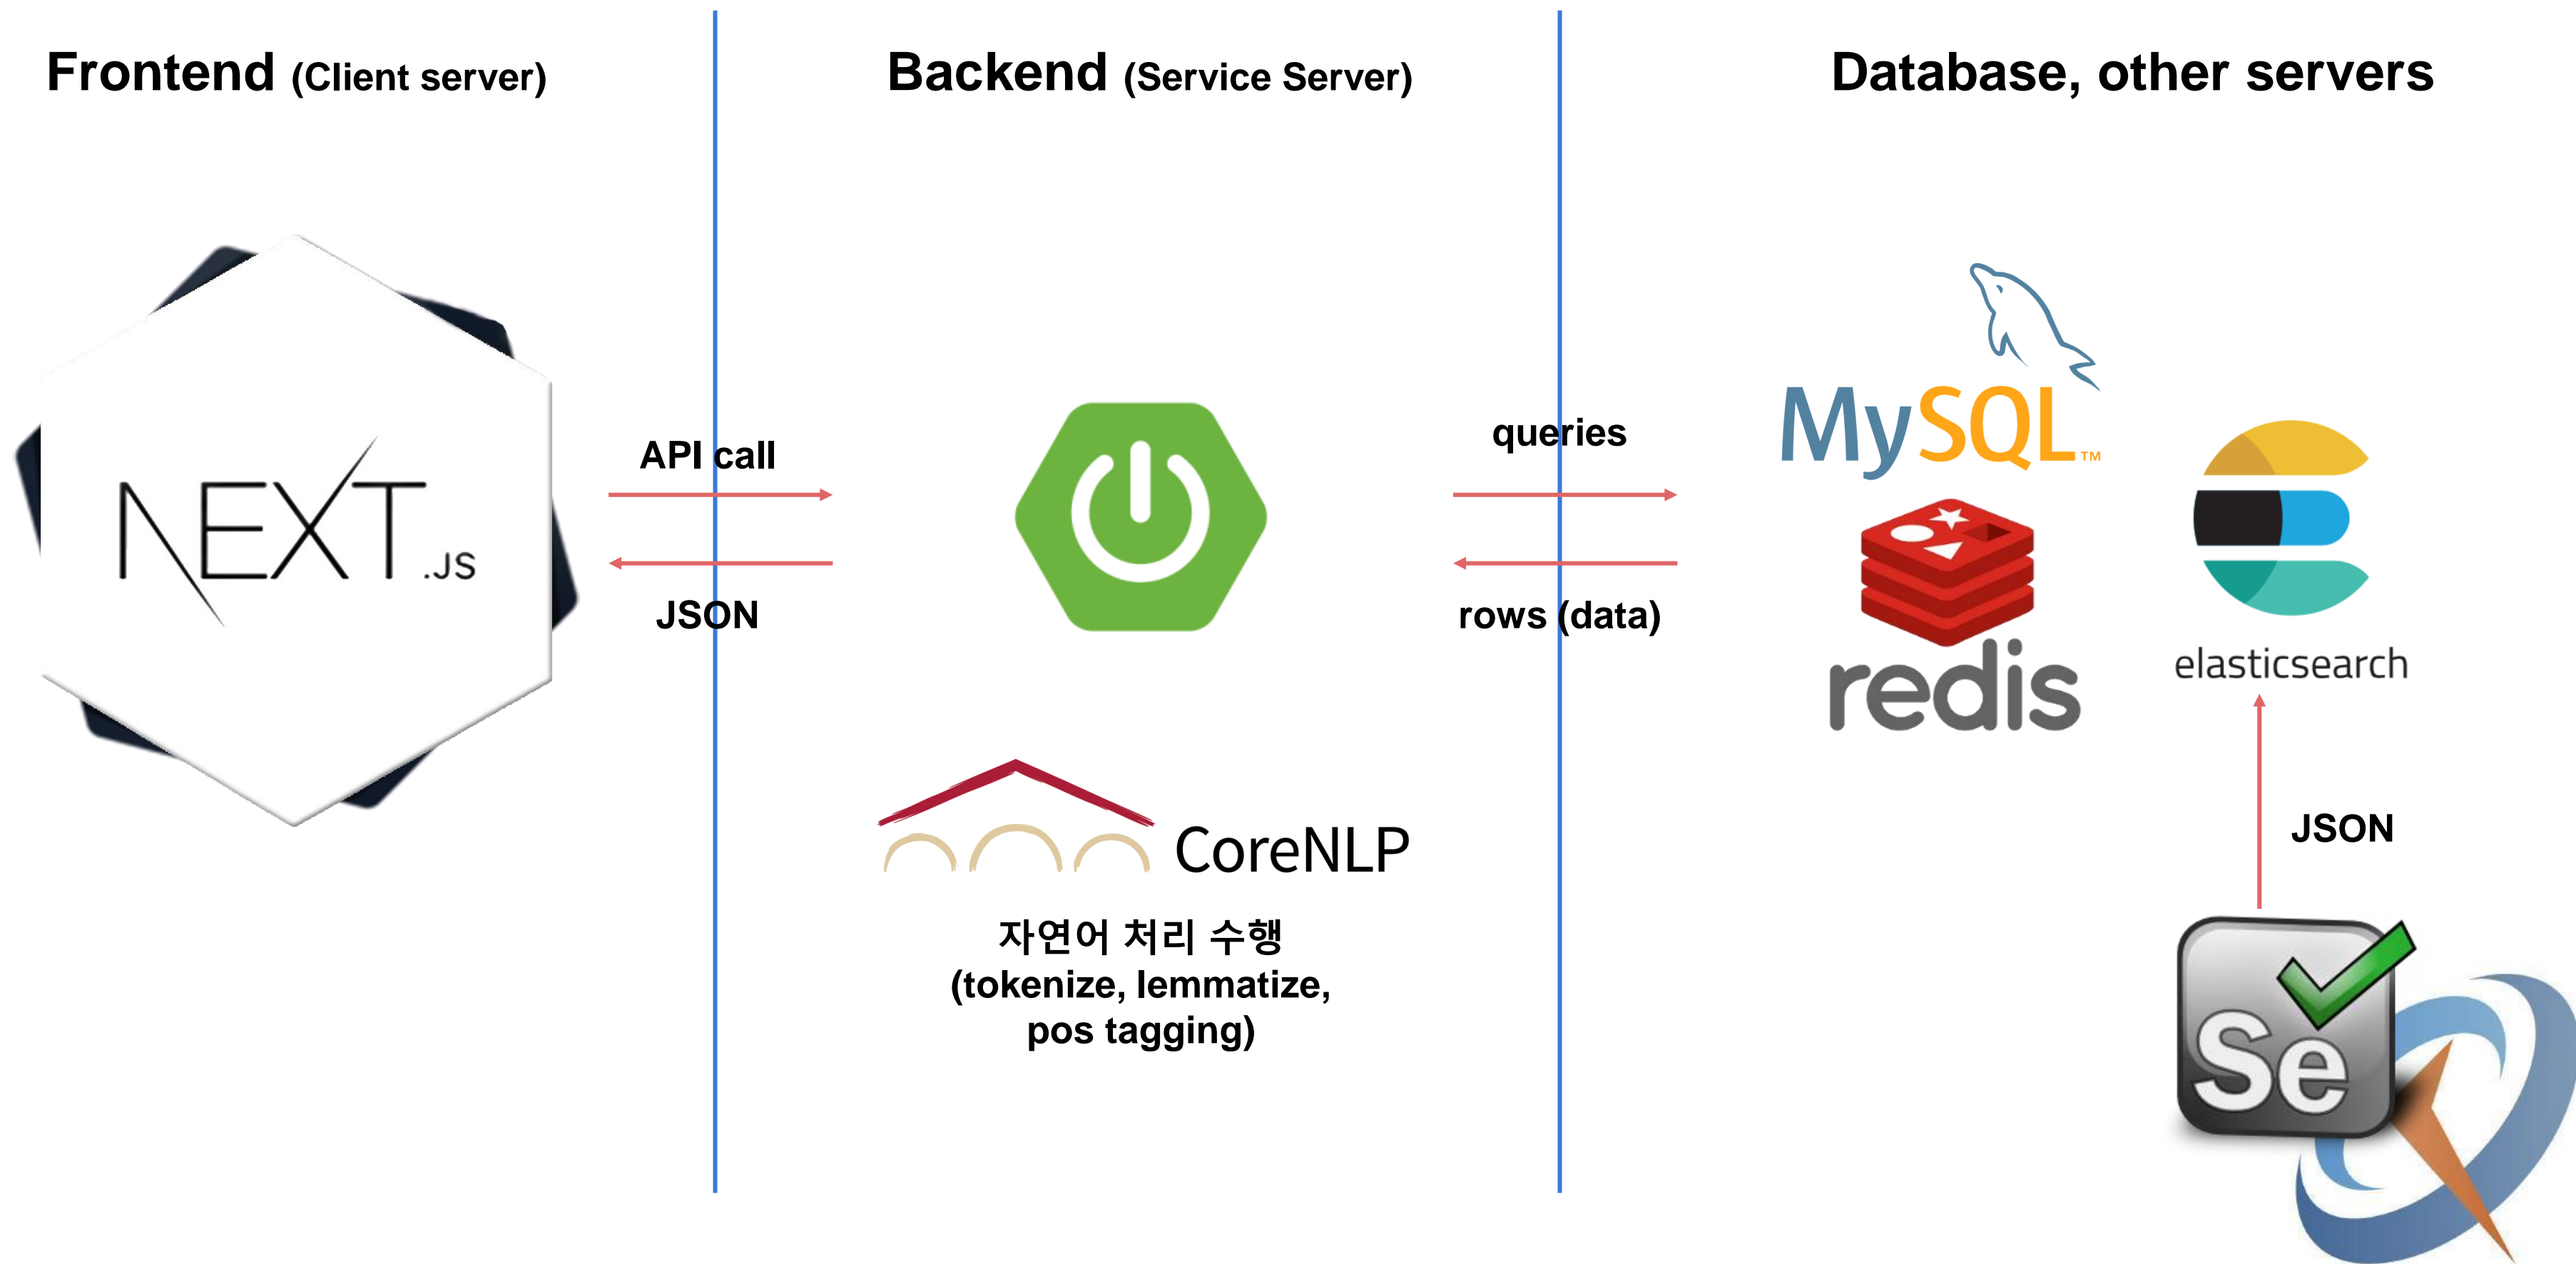 Frontend (Client server)
Backend (Service Server)
Database, other servers
NEXT.JS
API call
JSON
queries
rows (data)
MySQL™
redis
elasticsearch
JSON
Se
CoreNLP
자연어 처리 수행
(tokenize, lemmatize,
pos tagging)